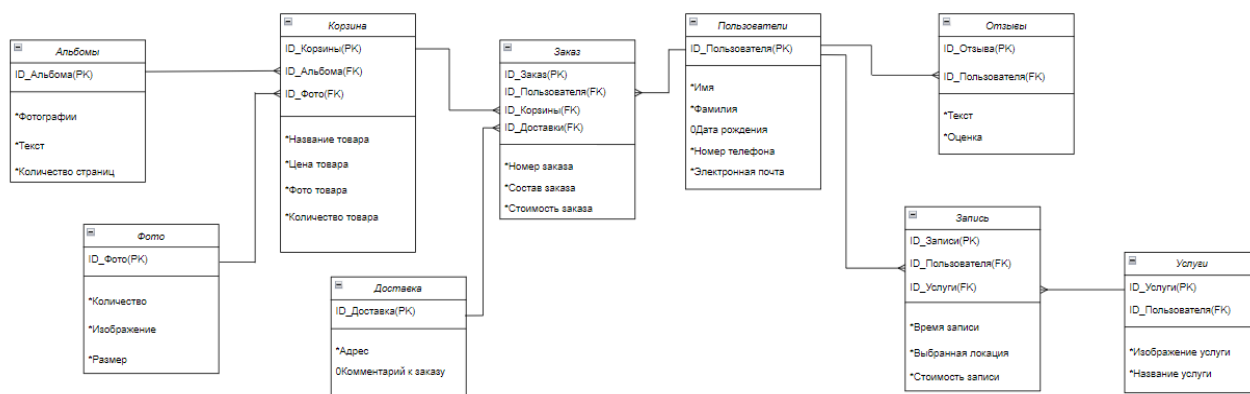 Альбомы
ID_Альбома(PK)
*Фотографии
*Текст
*Количество страниц
Фото
ID_Фото(PK)
*Количество
*Изображение
*Размер
Корзина
ID_Корзины(PK)
ID_Альбома(FK)
ID_Фото(FK)
*Название товара
*Цена товара
*Фото товара
*Количество товара
Доставка
ID_Доставка(PK)
*Адрес
0Комментарий к заказу
Заказ
ID_Заказ(PK)
ID_Пользователя(FK)
ID_Корзины(FK)
ID_Доставки(FK)
*Номер заказа
*Состав заказа
*Стоимость заказа
Пользователи
ID_Пользователя(PK)
*Имя
*Фамилия
0Дата рождения
*Номер телефона
*Электронная почта
Отзывы
ID_Отзыва(PK)
ID_Пользователя(FK)
*Текст
*Оценка
Запись
ID_Записи(PK)
ID_Пользователя(FK)
ID_Услуги(FK)
*Время записи
*Выбранная локация
*Стоимость записи
Услуги
ID_Услуги(PK)
ID_Пользователя(FK)
*Изображение услуги
*Название услуги